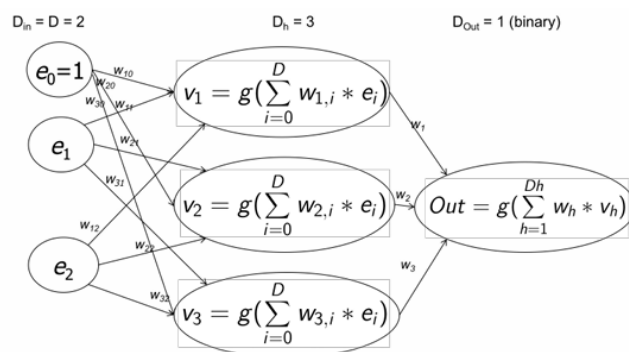 D_in = D = 2
D_h = 3
D_Out = 1 (binary)
e_0=1
w_10
w_20
w_30
w_11
v_1 = g(∑_{i=0}^{D} w_{1,i} * e_i)
e_1
w_21
w_31
w_1
v_2 = g(∑_{i=0}^{D} w_{2,i} * e_i)
w_2
Out = g(∑_{h=1}^{Dh} w_h * v_h)
w_12
w_22
e_2
w_32
w_3
v_3 = g(∑_{i=0}^{D} w_{3,i} * e_i)